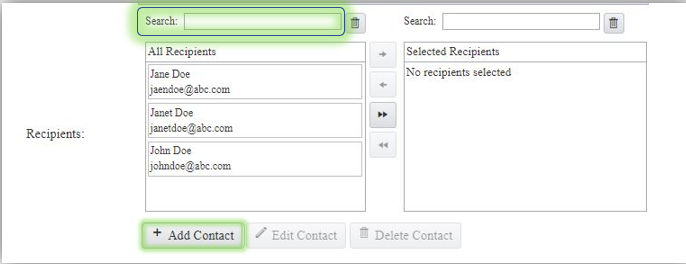 Search:
Search:
All Recipients
Selected Recipients
Jane Doe
jaendoe@abc.com
No recipients selected
Janet Doe
janetdoe@abc.com
John Doe
johndoe@abc.com
Recipients:
+ Add Contact
Edit Contact
Delete Contact